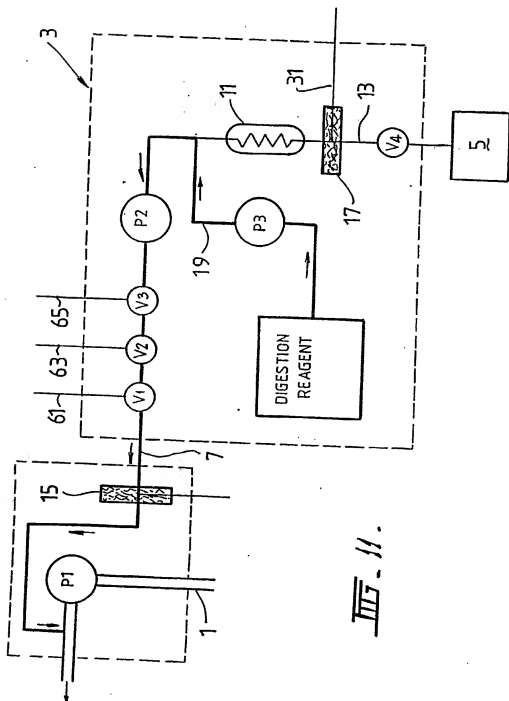 3
65
63
61
V3
V2
V1
P2
11
31
13
17
V4
5
19
P3
DIGESTION
REAGENT
7
15
P1
1
FIG-11.